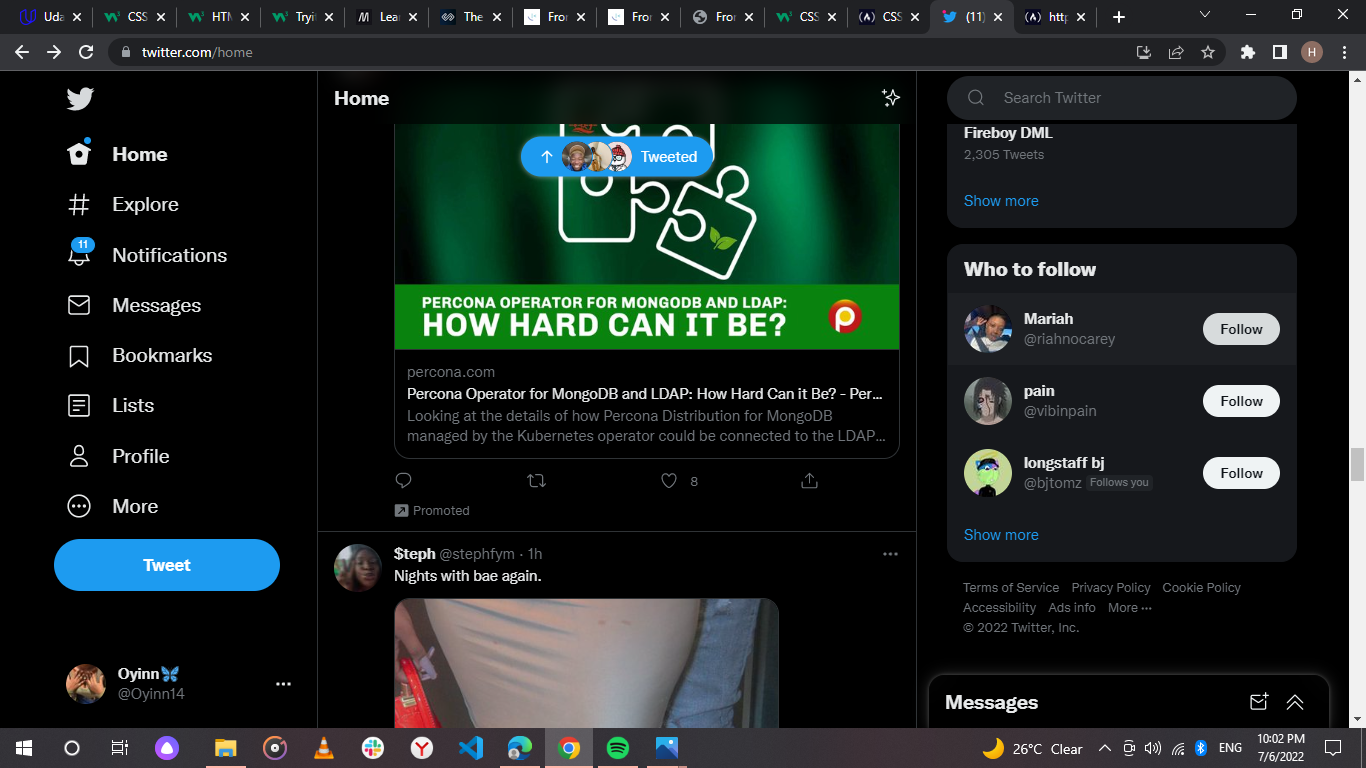 Uda
CSS
HTM
Tryit
Lear
The
Fror
Fror
Fror
CSS
CSS
(11)
http
twitter.com/home
H
Home
Explore
11
Notifications
Messages
Bookmarks
Lists
Profile
More
Tweet
Oyinn🦋
@Oyinn14
Home
Tweeted
PERCONA OPERATOR FOR MONGODB AND LDAP:
HOW HARD CAN IT BE?
percona.com
Percona Operator for MongoDB and LDAP: How Hard Can it Be? - Per...
Looking at the details of how Percona Distribution for MongoDB
managed by the Kubernetes operator could be connected to the LDAP...
8
Promoted
$teph @stephfym · 1h
Nights with bae again.
Search Twitter
Fireboy DML
2,305 Tweets
Show more
Who to follow
Mariah
@riahnocarey
Follow
pain
@vibinpain
Follow
longstaff bj
@bjtomz Follows you
Follow
Show more
Terms of Service Privacy Policy Cookie Policy
Accessibility Ads info More ···
© 2022 Twitter, Inc.
Messages
26°C Clear
ENG
10:02 PM
7/6/2022